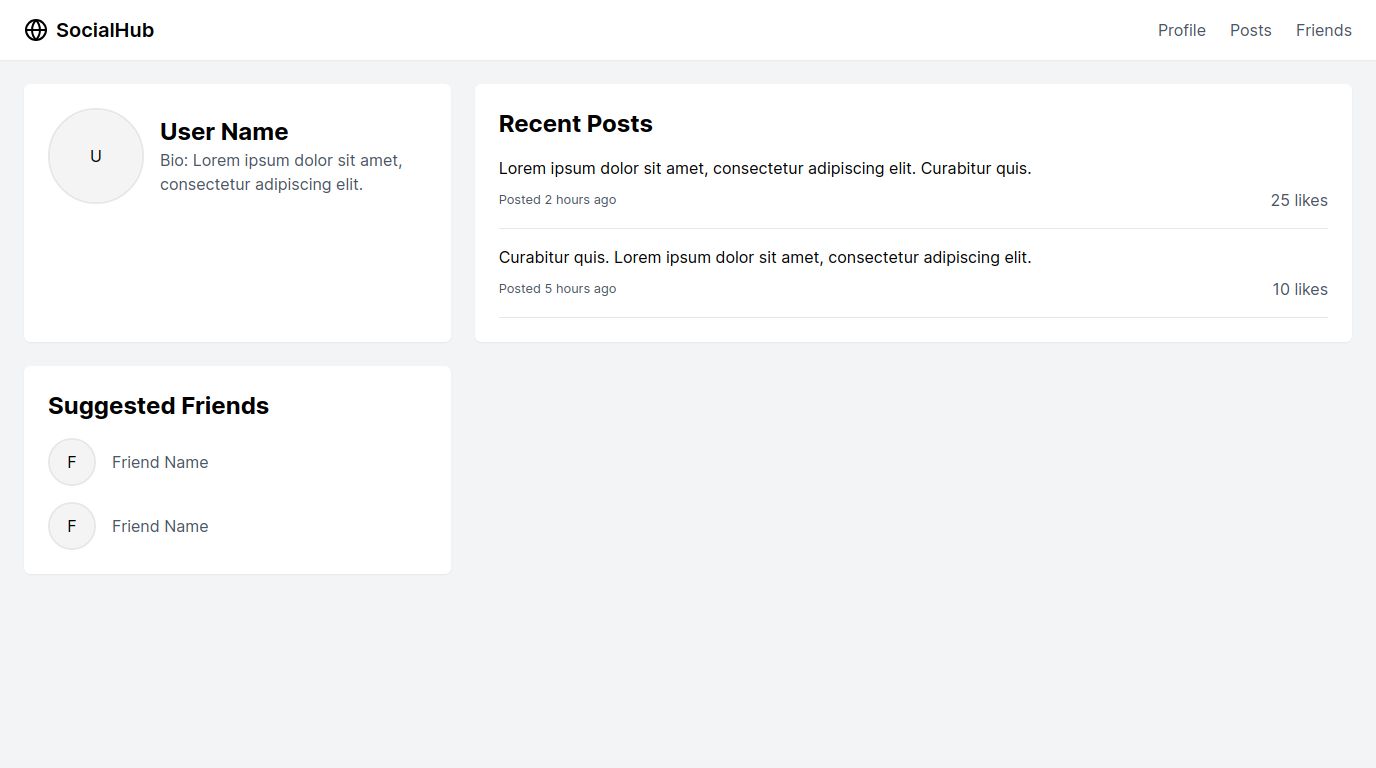 SocialHub
Profile Posts Friends
U
User Name
Bio: Lorem ipsum dolor sit amet,
consectetur adipiscing elit.
Recent Posts
Lorem ipsum dolor sit amet, consectetur adipiscing elit. Curabitur quis.
Posted 2 hours ago 25 likes
Curabitur quis. Lorem ipsum dolor sit amet, consectetur adipiscing elit.
Posted 5 hours ago 10 likes
Suggested Friends
F Friend Name
F Friend Name